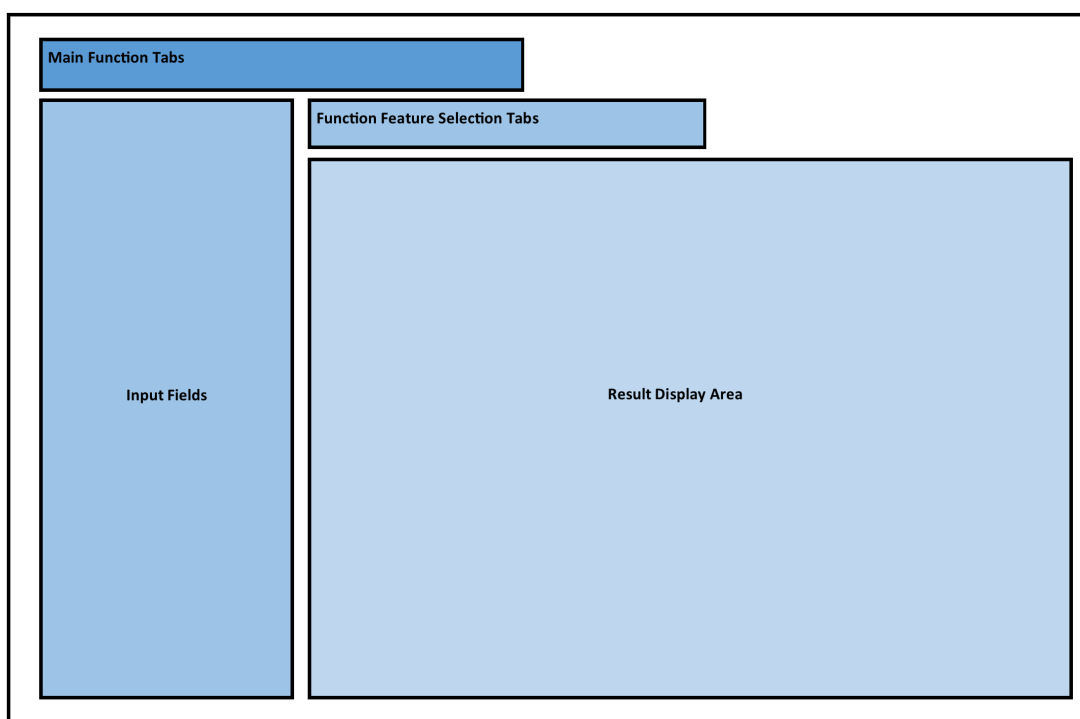 Main Function Tabs
Function Feature Selection Tabs
Input Fields
Result Display Area